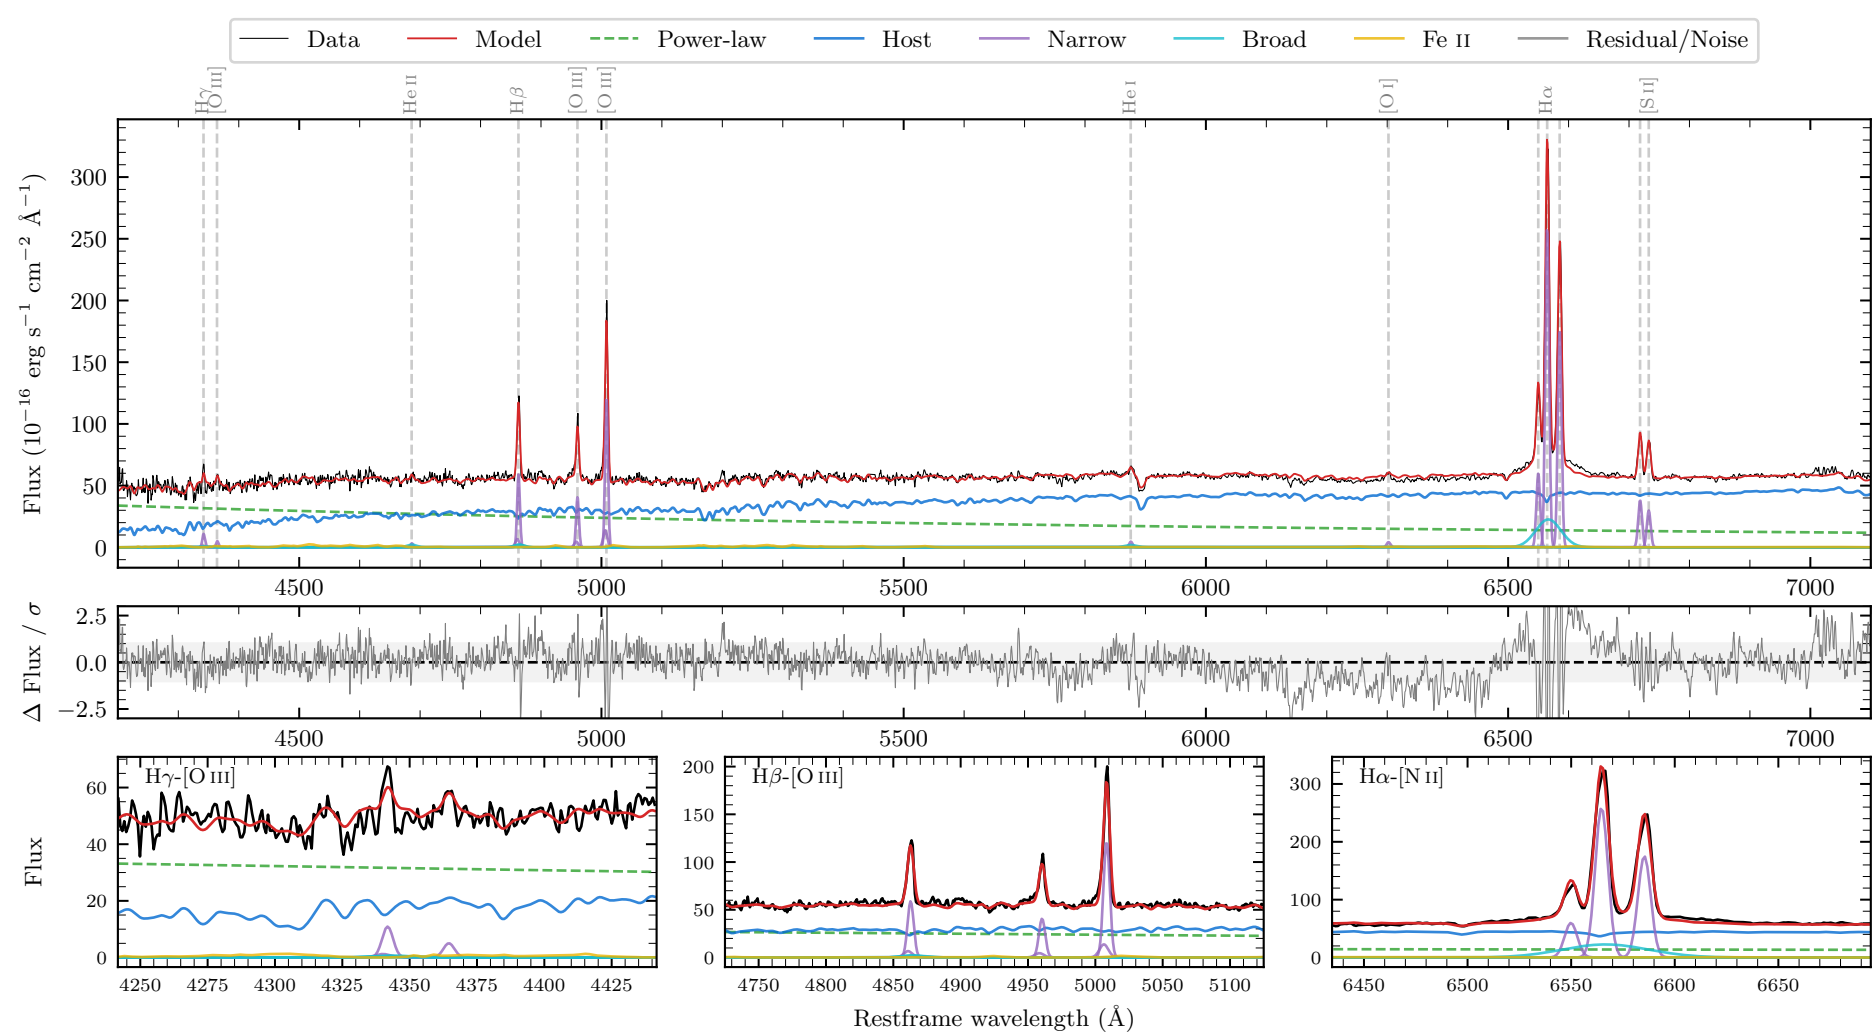 Data Model Power-law Host Narrow Broad Fe II Residual/Noise
Hγ [O III] He II Hβ [O III] [O III] He I [O I] Hα [S II]
Flux (10⁻¹⁶ erg s⁻¹ cm⁻² Å⁻¹)
300
250
200
150
100
50
0
4500 5000 5500 6000 6500 7000
Δ Flux / σ
2.5
0.0
−2.5
4500 5000 5500 6000 6500 7000
Flux
Hγ-[O III]
60
40
20
0
4250 4275 4300 4325 4350 4375 4400 4425
Hβ-[O III]
200
150
100
50
0
4750 4800 4850 4900 4950 5000 5050 5100
Hα-[N II]
300
200
100
0
6450 6500 6550 6600 6650
Restframe wavelength (Å)